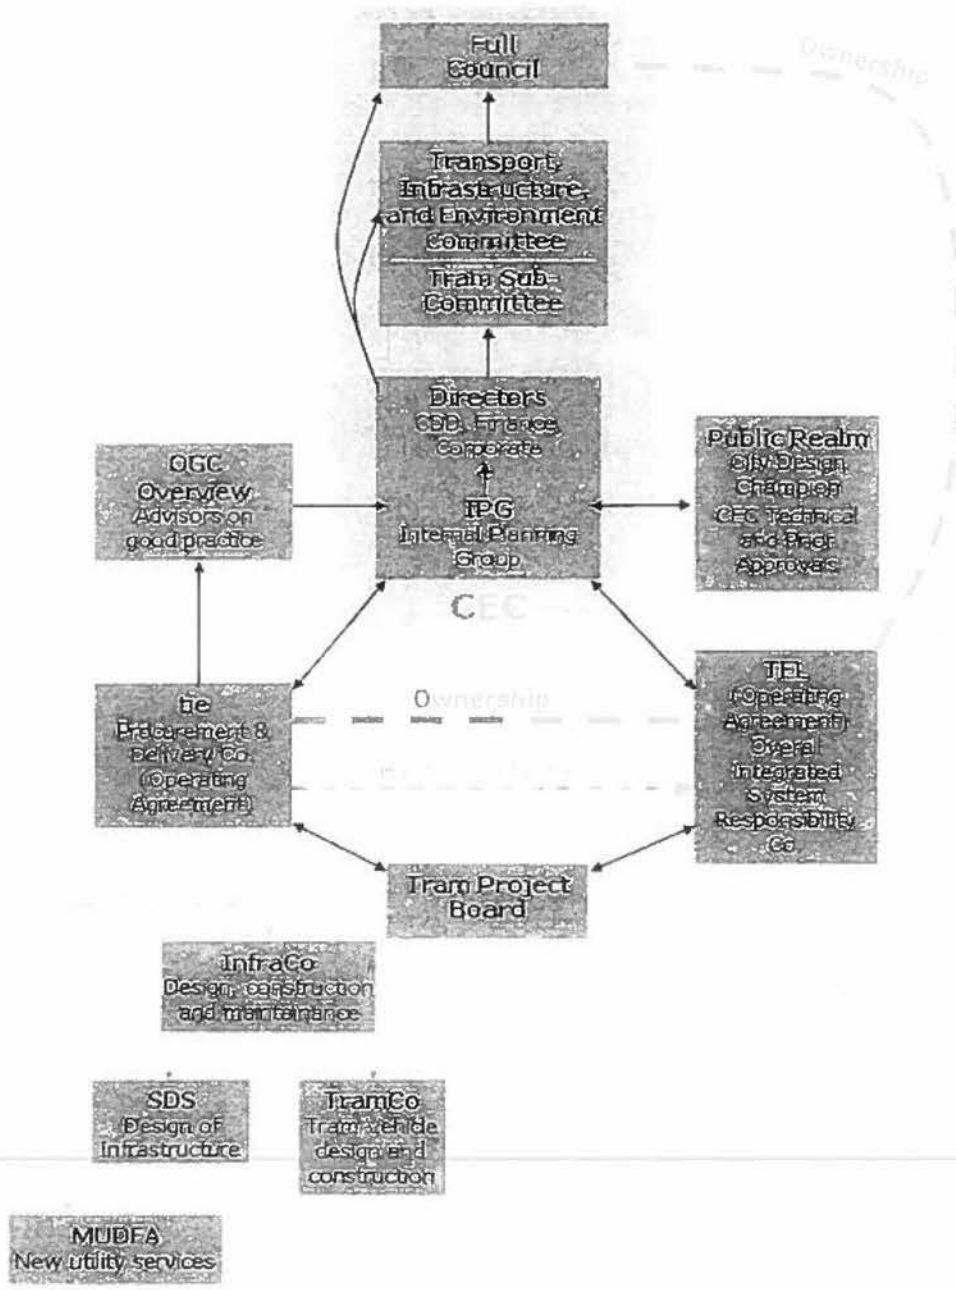 Full
Council
Ownership
Transport,
Infrastructure,
and Environment
Committee
Tram Sub-
Committee
Directors
CDD, Finance,
Corporate
IPG
Internal Planning
Group
OGC
Overview
Advisors on
good practice
Public Realm
City Design
Champion
CEC Technical
and Prior
Approvals
CEC
tie
Procurement &
Delivery Co.
(Operating
Agreement)
Ownership
TEL
(Operating
Agreement)
Overal
Integrated
System
Responsibility
Co.
Tram Project
Board
InfraCo
Design, construction
and maintainance
SDS
Design of
Infrastructure
TramCo
Tram vehicle
design and
construction
MUDFA
New utility services